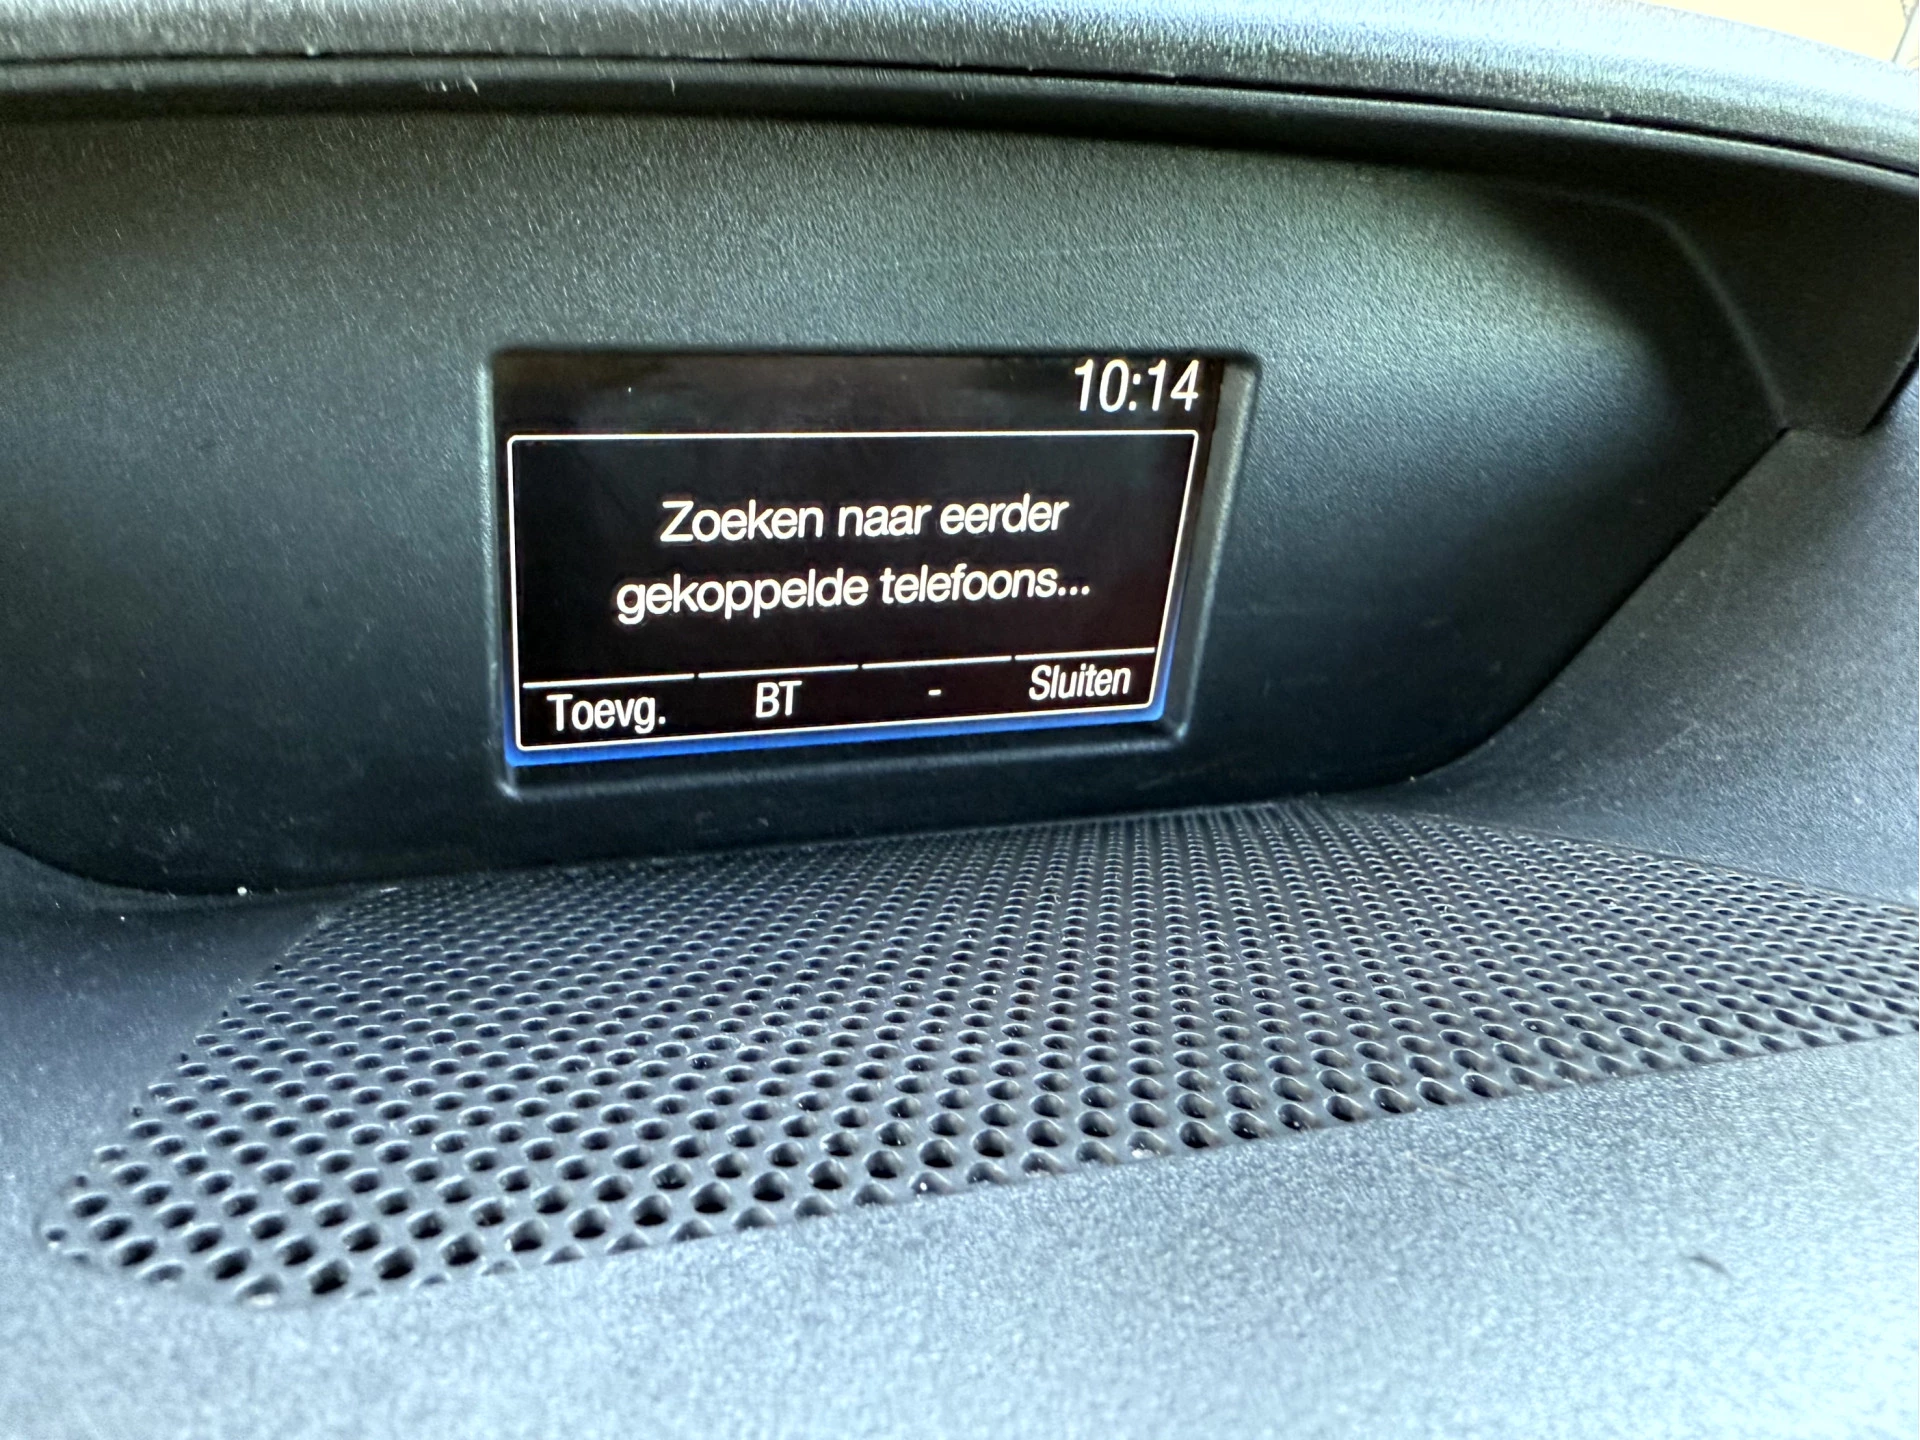 10:14
Zoeken naar eerder
gekoppelde telefoons...
Toevg. BT - Sluiten